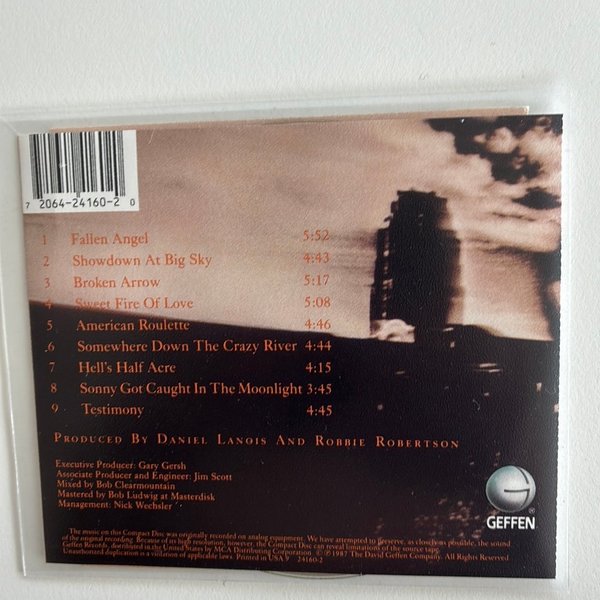 7 2064-24160-2 0
1 Fallen Angel 5:52
2 Showdown At Big Sky 4:43
3 Broken Arrow 5:17
4 Sweet Fire Of Love 5:08
5 American Roulette 4:46
6 Somewhere Down The Crazy River 4:44
7 Hell's Half Acre 4:15
8 Sonny Got Caught In The Moonlight 3:45
9 Testimony 4:45
Produced By Daniel Lanois And Robbie Robertson
Executive Producer: Gary Gersh
Associate Producer and Engineer: Jim Scott
Mixed by Bob Clearmountain
Mastered by Bob Ludwig at Masterdisk
Management: Nick Wechsler
G
®
GEFFEN
The music on this Compact Disc was originally recorded on analog equipment. We have attempted to preserve, as closely as possible, the sound
of the original recording. Because of its high resolution, however, the Compact Disc can reveal limitations of the source tape.
Geffen Records, distributed in the United States by MCA Distributing Corporation © ℗ 1987 The David Geffen Company. All Rights Reserved
Unauthorized duplication is a violation of applicable laws. Printed in USA 9 24160-2